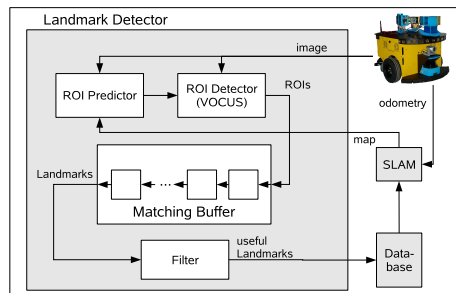 Landmark Detector
image
ROI Predictor
ROI Detector
(VOCUS)
ROIs
odometry
map
SLAM
Landmarks
...
Matching Buffer
Filter
useful
Landmarks
Data-
base